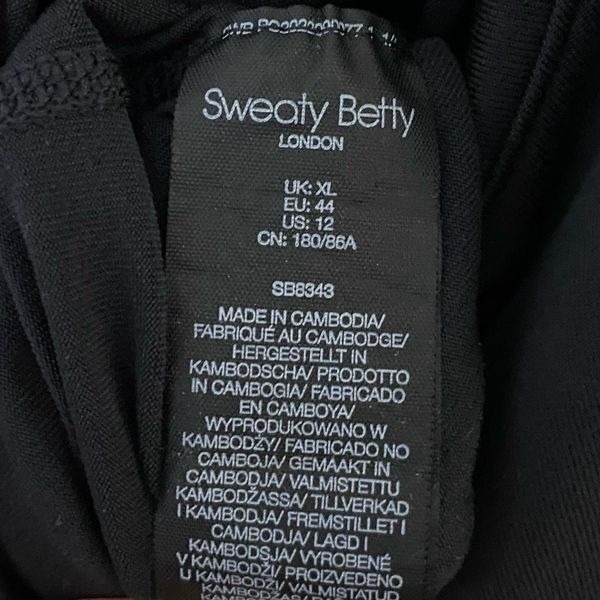 Sweaty Betty
LONDON
UK: XL
EU: 44
US: 12
CN: 180/86A
SB8343
MADE IN CAMBODIA/
FABRIQUÉ AU CAMBODGE/
HERGESTELLT IN
KAMBODSCHA/ PRODOTTO
IN CAMBOGIA/ FABRICADO
EN CAMBOYA/
WYPRODUKOWANO W
KAMBODŻY/ FABRICADO NO
CAMBOJA/ GEMAAKT IN
CAMBODJA/ VALMISTETTU
KAMBODŽASSA/ TILLVERKAD
I KAMBODJA/ FREMSTILLET I
CAMBODJA/ LAGD I
KAMBODSJA/ VYROBENÉ
V KAMBODŽI/ PROIZVEDENO
U KAMBODŽI/ VALMISTATUD